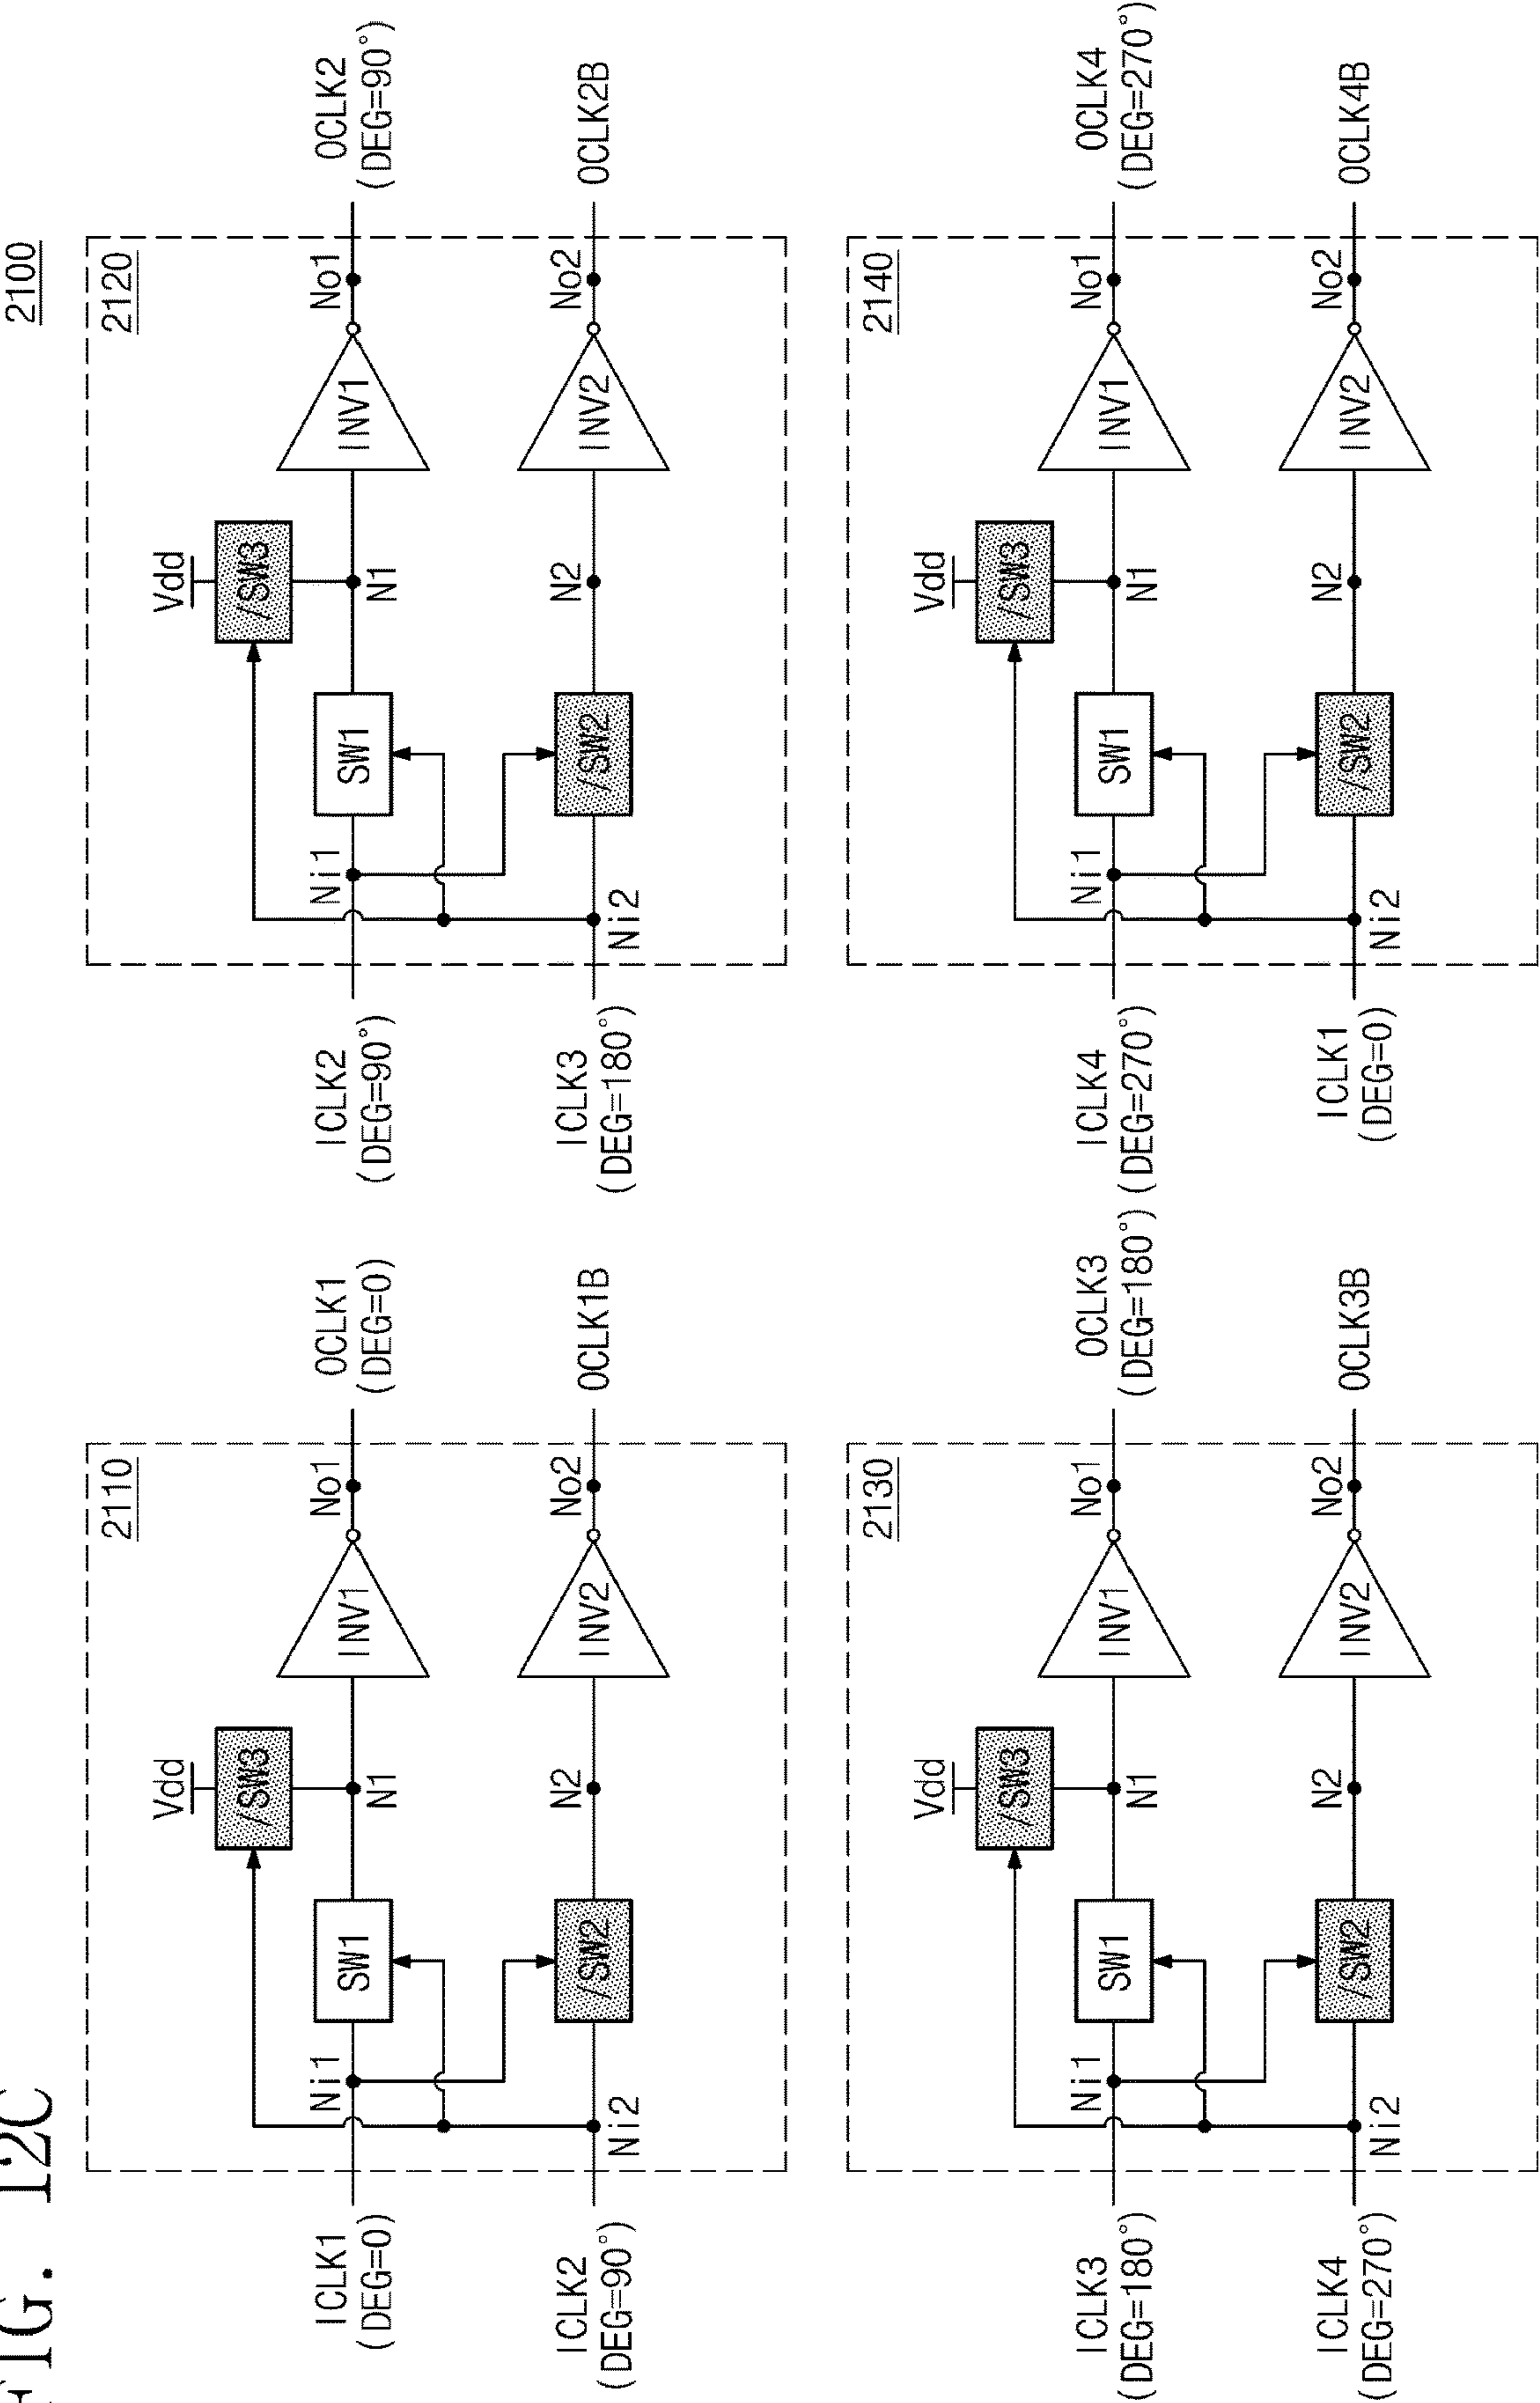 FIG. 12C
2100
2110
ICLK1
(DEG=0)
ICLK2
(DEG=90°)
Ni1
Ni2
SW1
/SW2
Vdd
/SW3
N1
N2
INV1
INV2
No1
No2
OCLK1
(DEG=0)
OCLK1B
2120
ICLK2
(DEG=90°)
ICLK3
(DEG=180°)
Ni1
Ni2
SW1
/SW2
Vdd
/SW3
N1
N2
INV1
INV2
No1
No2
OCLK2
(DEG=90°)
OCLK2B
2130
ICLK3
(DEG=180°)
ICLK4
(DEG=270°)
Ni1
Ni2
SW1
/SW2
Vdd
/SW3
N1
N2
INV1
INV2
No1
No2
OCLK3
(DEG=180°)
OCLK3B
2140
ICLK4
(DEG=270°)
ICLK1
(DEG=0)
Ni1
Ni2
SW1
/SW2
Vdd
/SW3
N1
N2
INV1
INV2
No1
No2
OCLK4
(DEG=270°)
OCLK4B